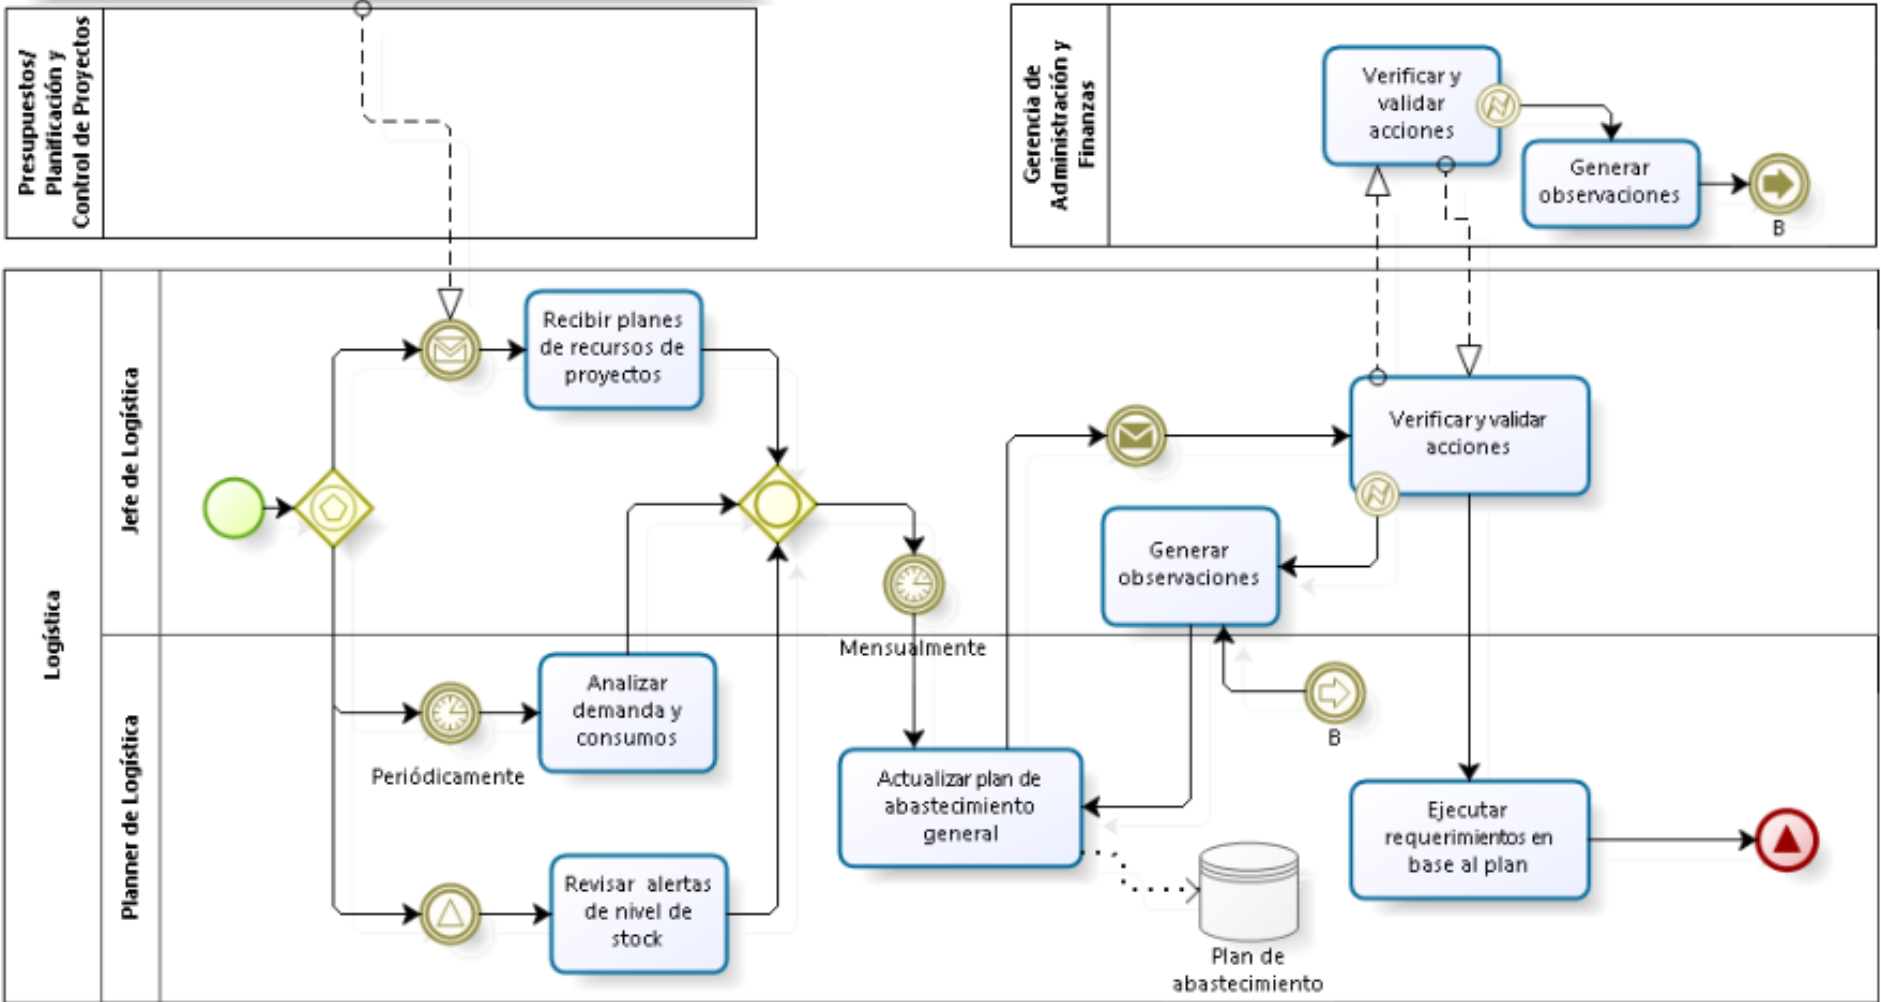 Presupuestos/
Planificación y
Control de Proyectos
Gerencia de
Administración y
Finanzas
Verificar y
validar
acciones
Generar
observaciones
B
Logística
Jefe de Logística
Recibir planes
de recursos de
proyectos
Verificar y validar
acciones
Generar
observaciones
Mensualmente
Planner de Logística
Analizar
demanda y
consumos
Periódicamente
B
Actualizar plan de
abastecimiento
general
Ejecutar
requerimientos en
base al plan
Revisar alertas
de nivel de
stock
Plan de
abastecimiento